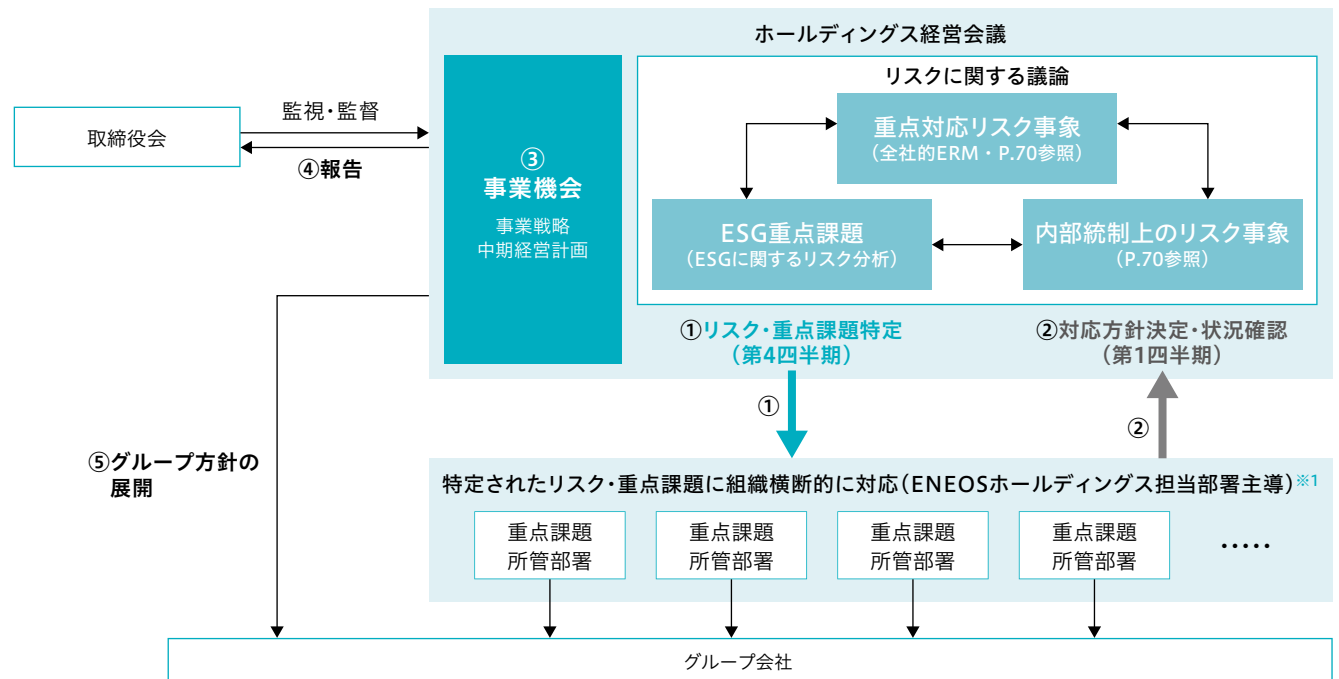 ホールディングス経営会議
リスクに関する議論
重点対応リスク事象
(全社的ERM・P.70参照)
ESG重点課題
(ESGに関するリスク分析)
内部統制上のリスク事象
(P.70参照)
③
事業機会
事業戦略
中期経営計画
取締役会
監視・監督
④報告
①リスク・重点課題特定
(第4四半期)
②対応方針決定・状況確認
(第1四半期)
①
②
⑤グループ方針の
展開
特定されたリスク・重点課題に組織横断的に対応(ENEOSホールディングス担当部署主導)※1
重点課題
所管部署
重点課題
所管部署
重点課題
所管部署
重点課題
所管部署
・・・・・
グループ会社